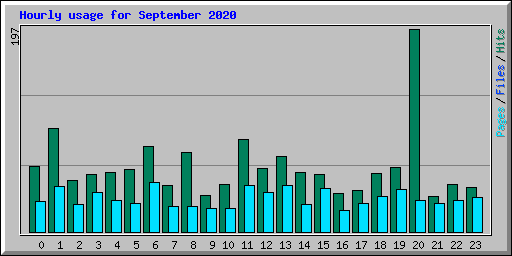 Hourly usage for September 2020
197
Pages/Files/Hits
0 1 2 3 4 5 6 7 8 9 10 11 12 13 14 15 16 17 18 19 20 21 22 23